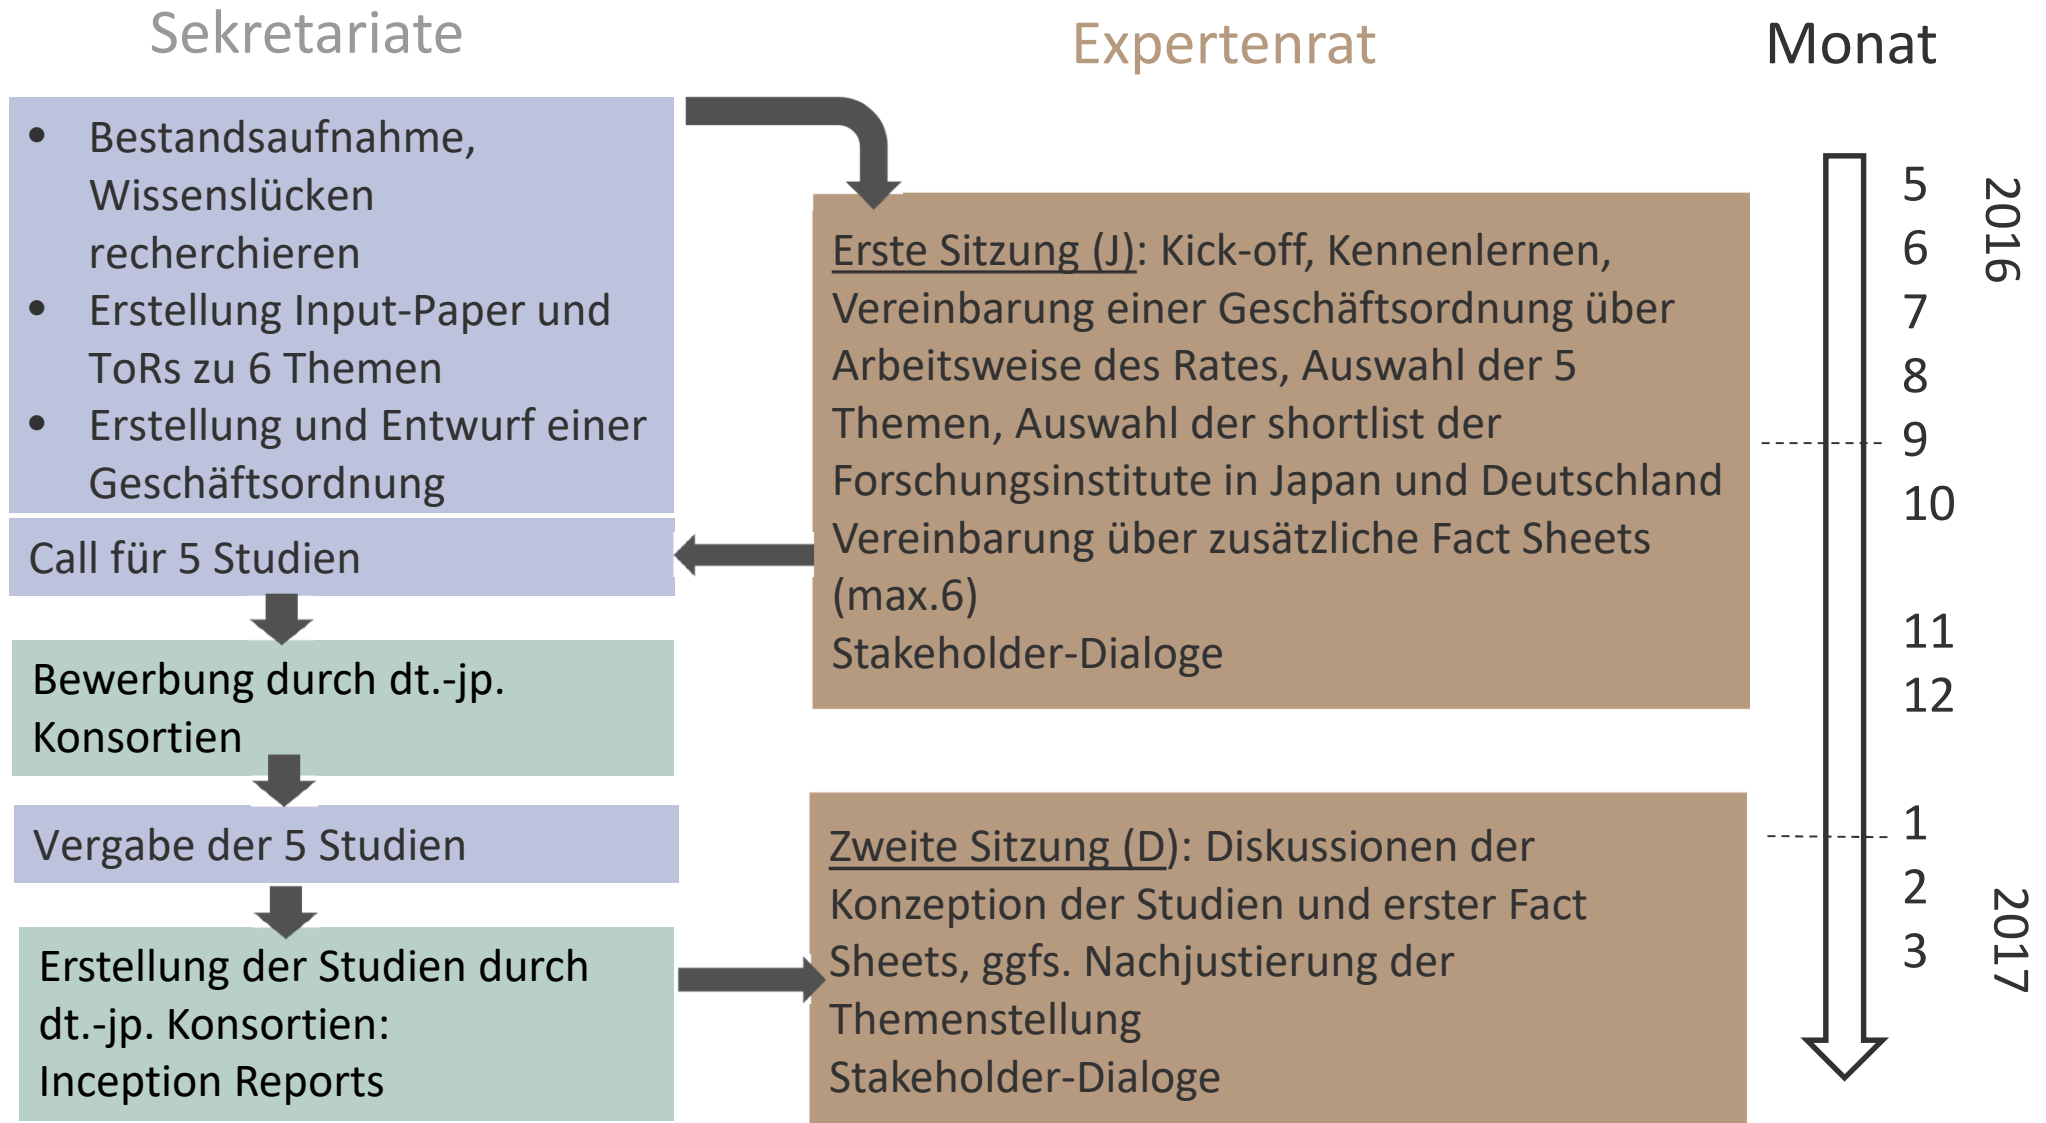 Sekretariate
Expertenrat
Monat
• Bestandsaufnahme,
Wissenslücken
recherchieren
• Erstellung Input-Paper und
ToRs zu 6 Themen
• Erstellung und Entwurf einer
Geschäftsordnung
Call für 5 Studien
Bewerbung durch dt.-jp.
Konsortien
Vergabe der 5 Studien
Erstellung der Studien durch
dt.-jp. Konsortien:
Inception Reports
Erste Sitzung (J): Kick-off, Kennenlernen,
Vereinbarung einer Geschäftsordnung über
Arbeitsweise des Rates, Auswahl der 5
Themen, Auswahl der shortlist der
Forschungsinstitute in Japan und Deutschland
Vereinbarung über zusätzliche Fact Sheets
(max.6)
Stakeholder-Dialoge
Zweite Sitzung (D): Diskussionen der
Konzeption der Studien und erster Fact
Sheets, ggfs. Nachjustierung der
Themenstellung
Stakeholder-Dialoge
5
6
7
8
9
10
11
12
1
2
3
2016
2017